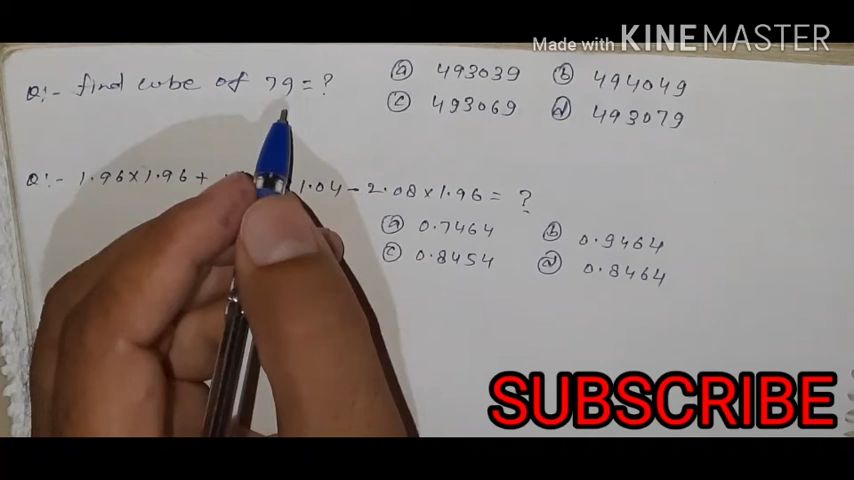 Made with KINEMASTER
Q:- find cube of 79 = ? ⓐ 493039 ⓑ 494049
ⓒ 493069 ⓓ 493079
Q:- 1.96×1.96 + 1.04 - 2.08×1.96 = ?
ⓐ 0.7464 ⓑ 0.9464
ⓒ 0.8454 ⓓ 0.8464
SUBSCRIBE